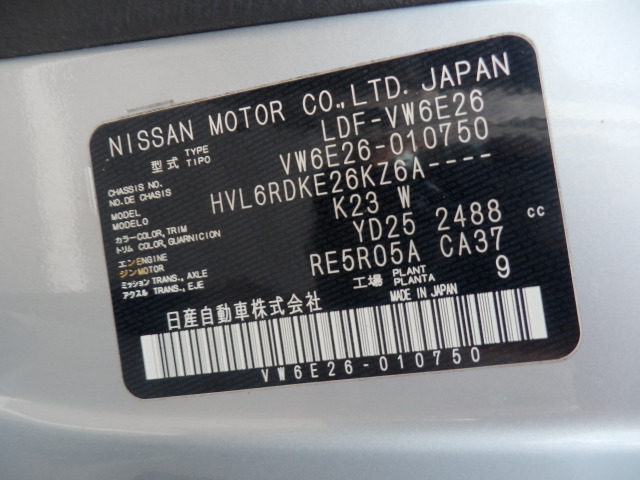 NISSAN MOTOR CO.,LTD. JAPAN
型式 TYPE TIPO LDF-VW6E26
CHASSIS NO. NO.DE CHASIS VW6E26-010750
MODEL MODELO HVL6RDKE26KZ6A----
カラー COLOR, TRIM トリム COLOR, GUARNICION K23 W
エンジン ENGINE MOTOR YD25 2488 cc
ミッション TRANS., AXLE アクスル TRANS., EJE RE5R05A CA37
工場 PLANT PLANTA 9
日産自動車株式会社 MADE IN JAPAN
VW6E26-010750